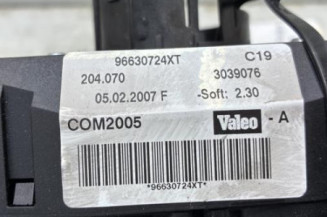 96630724XT C19
204.070 3039076
05.02.2007 F -Soft: 2.30
COM2005 Valeo - A
*96630724XT*